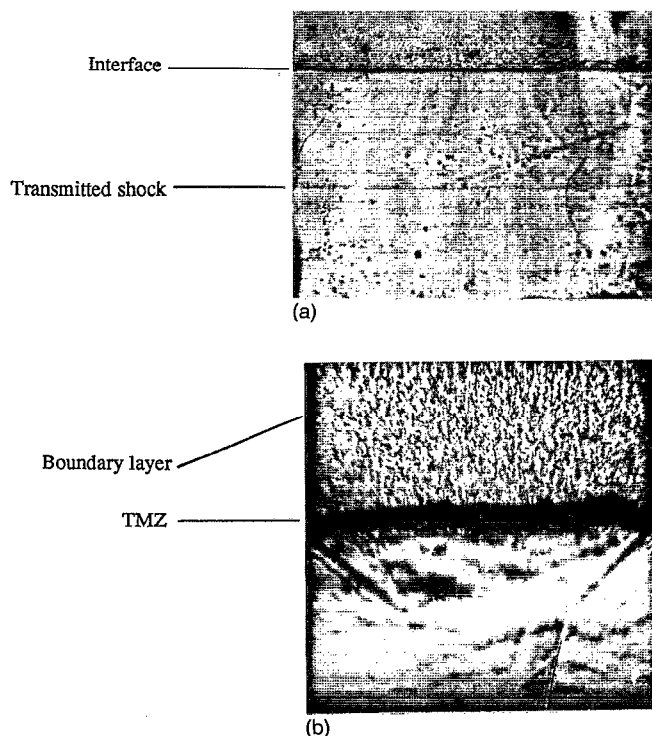 Interface
Transmitted shock
(a)
Boundary layer
TMZ
(b)